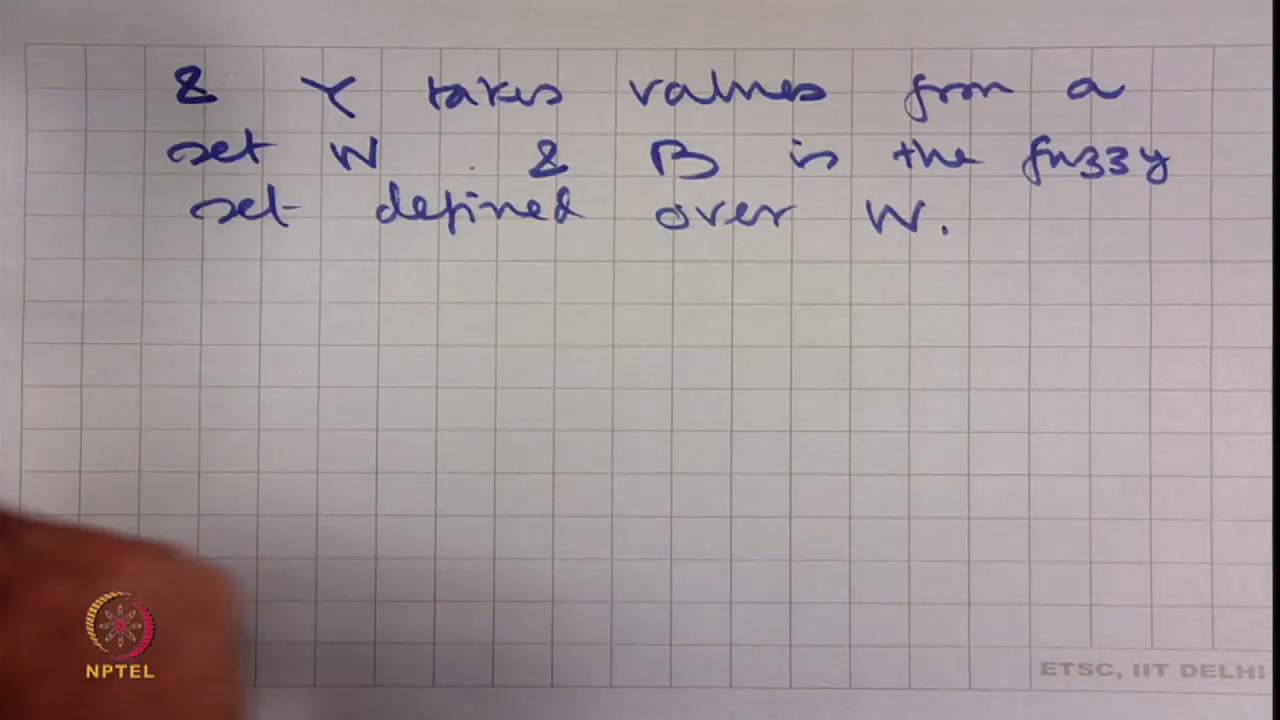 & Y takes values from a
set W . & B is the fuzzy
set defined over W.
NPTEL
ETSC, IIT DELHI